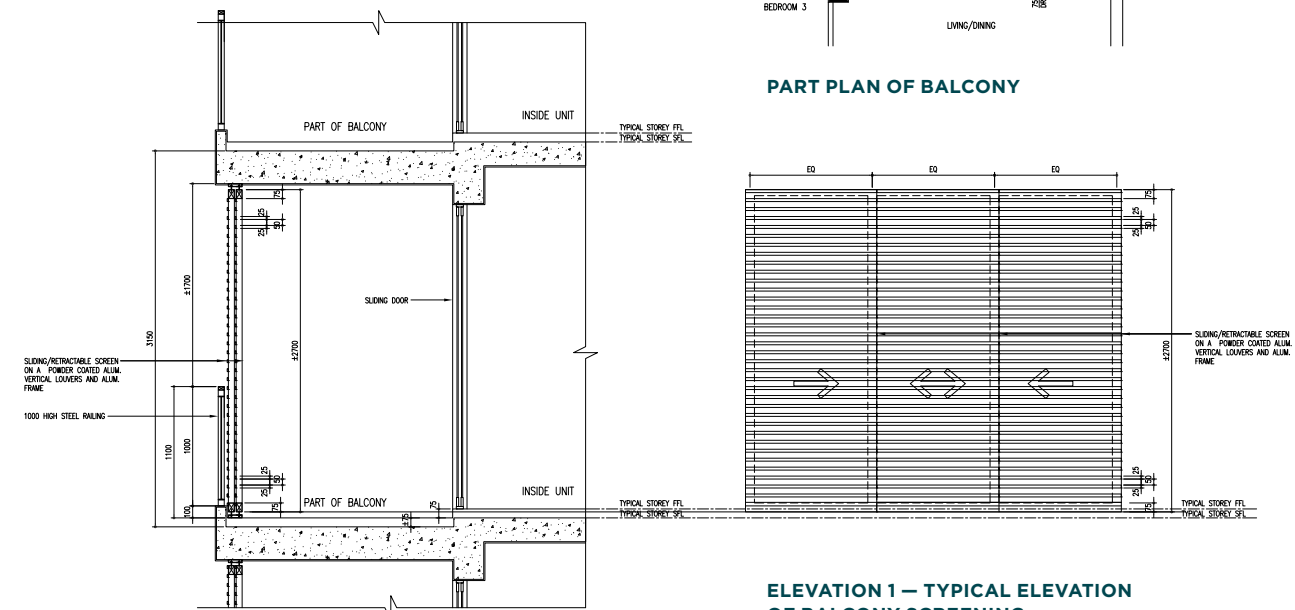 BEDROOM 3
75
LIVING/DINING
PART PLAN OF BALCONY
PART OF BALCONY
INSIDE UNIT
TYPICAL STOREY FFL
TYPICAL STOREY SFL
75
25
50
25
±1700
3150
SLIDING DOOR
±2700
SLIDING/RETRACTABLE SCREEN
ON A POWDER COATED ALUM.
VERTICAL LOUVERS AND ALUM.
FRAME
1000 HIGH STEEL RAILING
1100
1000
25
50
25
75
100
PART OF BALCONY
±75
75
INSIDE UNIT
TYPICAL STOREY FFL
TYPICAL STOREY SFL
EQ EQ EQ
75
25
50
25
±2700
SLIDING/RETRACTABLE SCREEN
ON A POWDER COATED ALUM.
VERTICAL LOUVERS AND ALUM.
FRAME
25
50
25
75
TYPICAL STOREY FFL
TYPICAL STOREY SFL
ELEVATION 1 — TYPICAL ELEVATION
OF BALCONY SCREENING